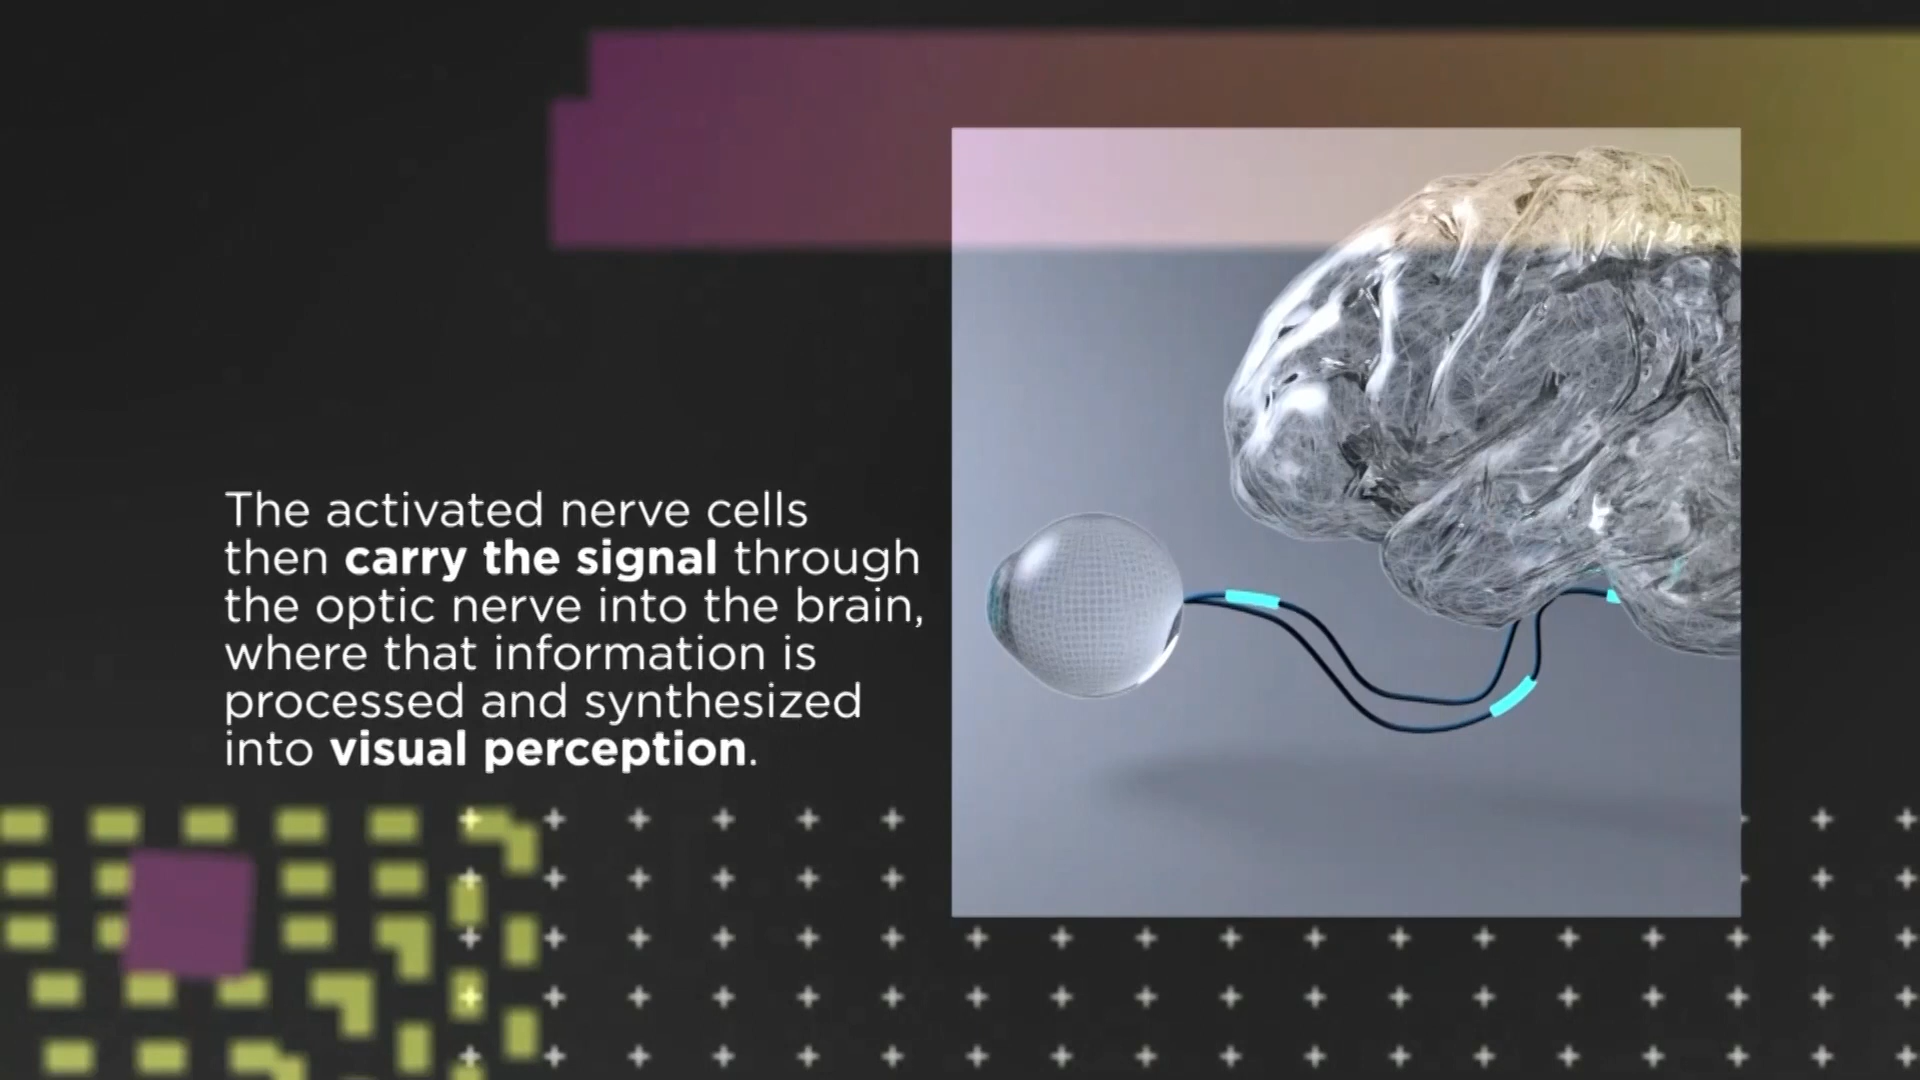 The activated nerve cells
then carry the signal through
the optic nerve into the brain,
where that information is
processed and synthesized
into visual perception.